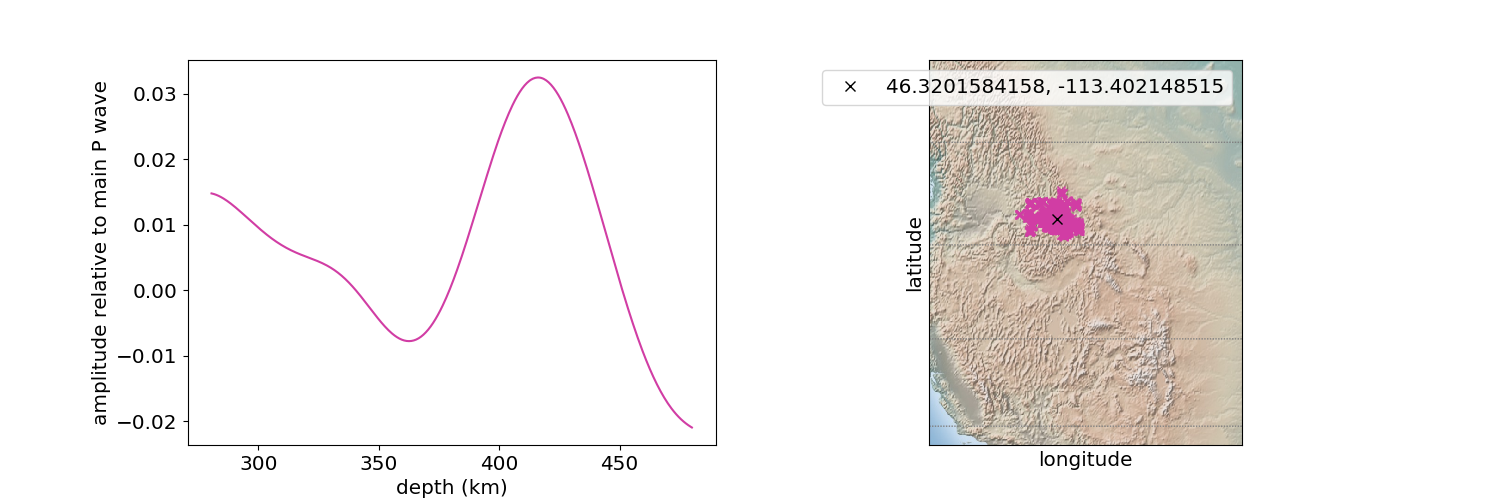 amplitude relative to main P wave
0.03
0.02
0.01
0.00
−0.01
−0.02
300 350 400 450
depth (km)
46.3201584158, -113.402148515
latitude
longitude